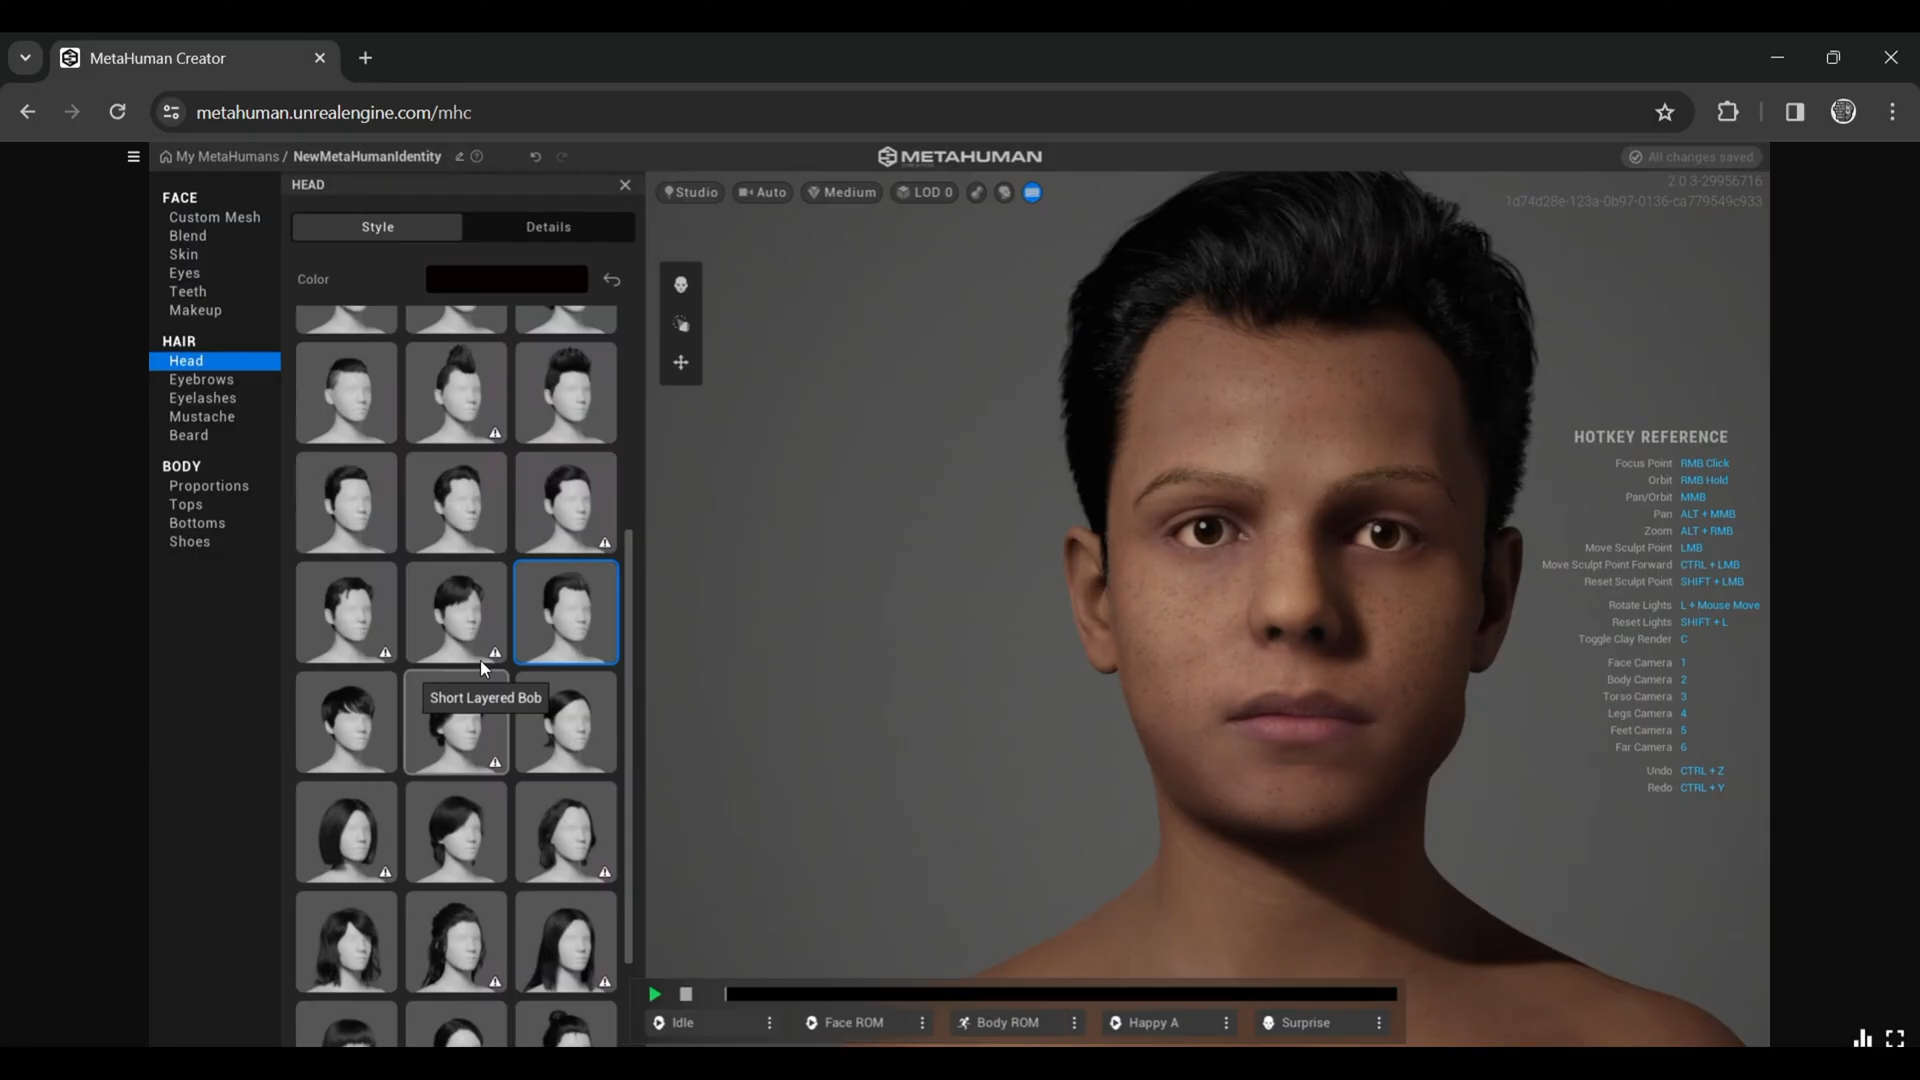 MetaHuman Creator
metahuman.unrealengine.com/mhc
My MetaHumans / NewMetaHumanIdentity
METAHUMAN
CREATOR
All changes saved
2.0.3-29956716
1d74d28e-123a-0b97-0136-ca779549c933
FACE
Custom Mesh
Blend
Skin
Eyes
Teeth
Makeup
HAIR
Head
Eyebrows
Eyelashes
Mustache
Beard
BODY
Proportions
Tops
Bottoms
Shoes
HEAD
Style
Details
Color
Short Layered Bob
Studio
Auto
Medium
LOD 0
HOTKEY REFERENCE
Focus Point RMB Click
Orbit RMB Hold
Pan/Orbit MMB
Pan ALT + MMB
Zoom ALT + RMB
Move Sculpt Point LMB
Move Sculpt Point Forward CTRL + LMB
Reset Sculpt Point SHIFT + LMB
Rotate Lights L + Mouse Move
Reset Lights SHIFT + L
Toggle Clay Render C
Face Camera 1
Body Camera 2
Torso Camera 3
Legs Camera 4
Feet Camera 5
Far Camera 6
Undo CTRL + Z
Redo CTRL + Y
Idle
Face ROM
Body ROM
Happy A
Surprise